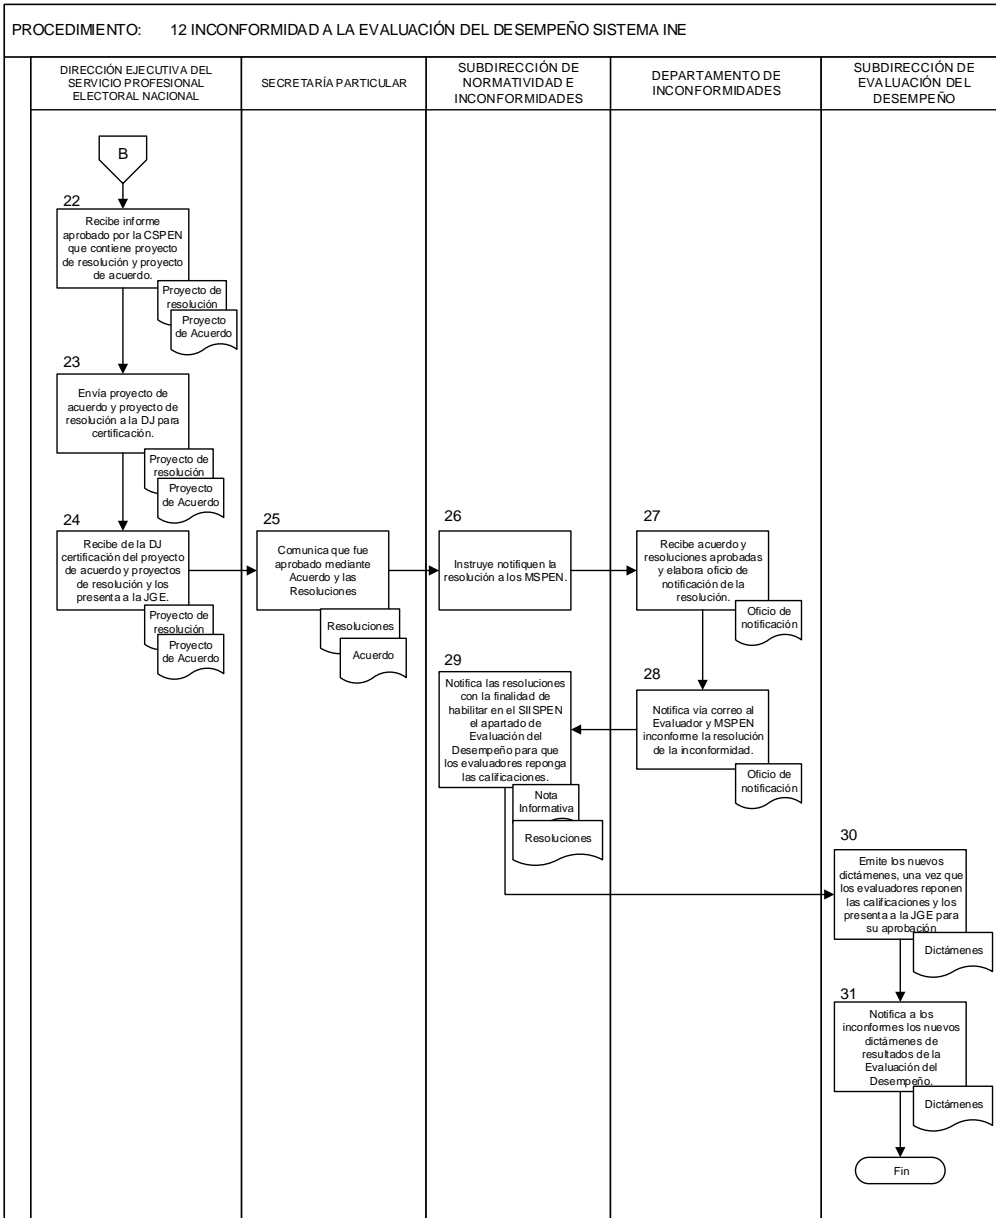 PROCEDIMIENTO: 12 INCONFORMIDAD A LA EVALUACIÓN DEL DESEMPEÑO SISTEMA INE
DIRECCIÓN EJECUTIVA DEL
SERVICIO PROFESIONAL
ELECTORAL NACIONAL
SECRETARÍA PARTICULAR
SUBDIRECCIÓN DE
NORMATIVIDAD E
INCONFORMIDADES
DEPARTAMENTO DE
INCONFORMIDADES
SUBDIRECCIÓN DE
EVALUACIÓN DEL
DESEMPEÑO
B
22
Recibe informe
aprobado por la CSPEN
que contiene proyecto
de resolución y proyecto
de acuerdo.
Proyecto de
resolución
Proyecto
de Acuerdo
23
Envía proyecto de
acuerdo y proyecto de
resolución a la DJ para
certificación.
Proyecto de
resolución
Proyecto
de Acuerdo
24
Recibe de la DJ
certificación del proyecto
de acuerdo y proyectos
de resolución y los
presenta a la JGE.
Proyecto de
resolución
Proyecto
de Acuerdo
25
Comunica que fue
aprobado mediante
Acuerdo y las
Resoluciones
Resoluciones
Acuerdo
26
Instruye notifiquen la
resolución a los MSPEN.
27
Recibe acuerdo y
resoluciones aprobadas
y elabora oficio de
notificación de la
resolución.
Oficio de
notificación
28
Notifica vía correo al
Evaluador y MSPEN
inconforme la resolución
de la inconformidad.
Oficio de
notificación
29
Notifica las resoluciones
con la finalidad de
habilitar en el SIISPEN
el apartado de
Evaluación del
Desempeño para que
los evaluadores reponga
las calificaciones.
Nota
Informativa
Resoluciones
30
Emite los nuevos
dictámenes, una vez que
los evaluadores reponen
las calificaciones y los
presenta a la JGE para
su aprobación
Dictámenes
31
Notifica a los
inconformes los nuevos
dictámenes de
resultados de la
Evaluación del
Desempeño.
Dictámenes
Fin